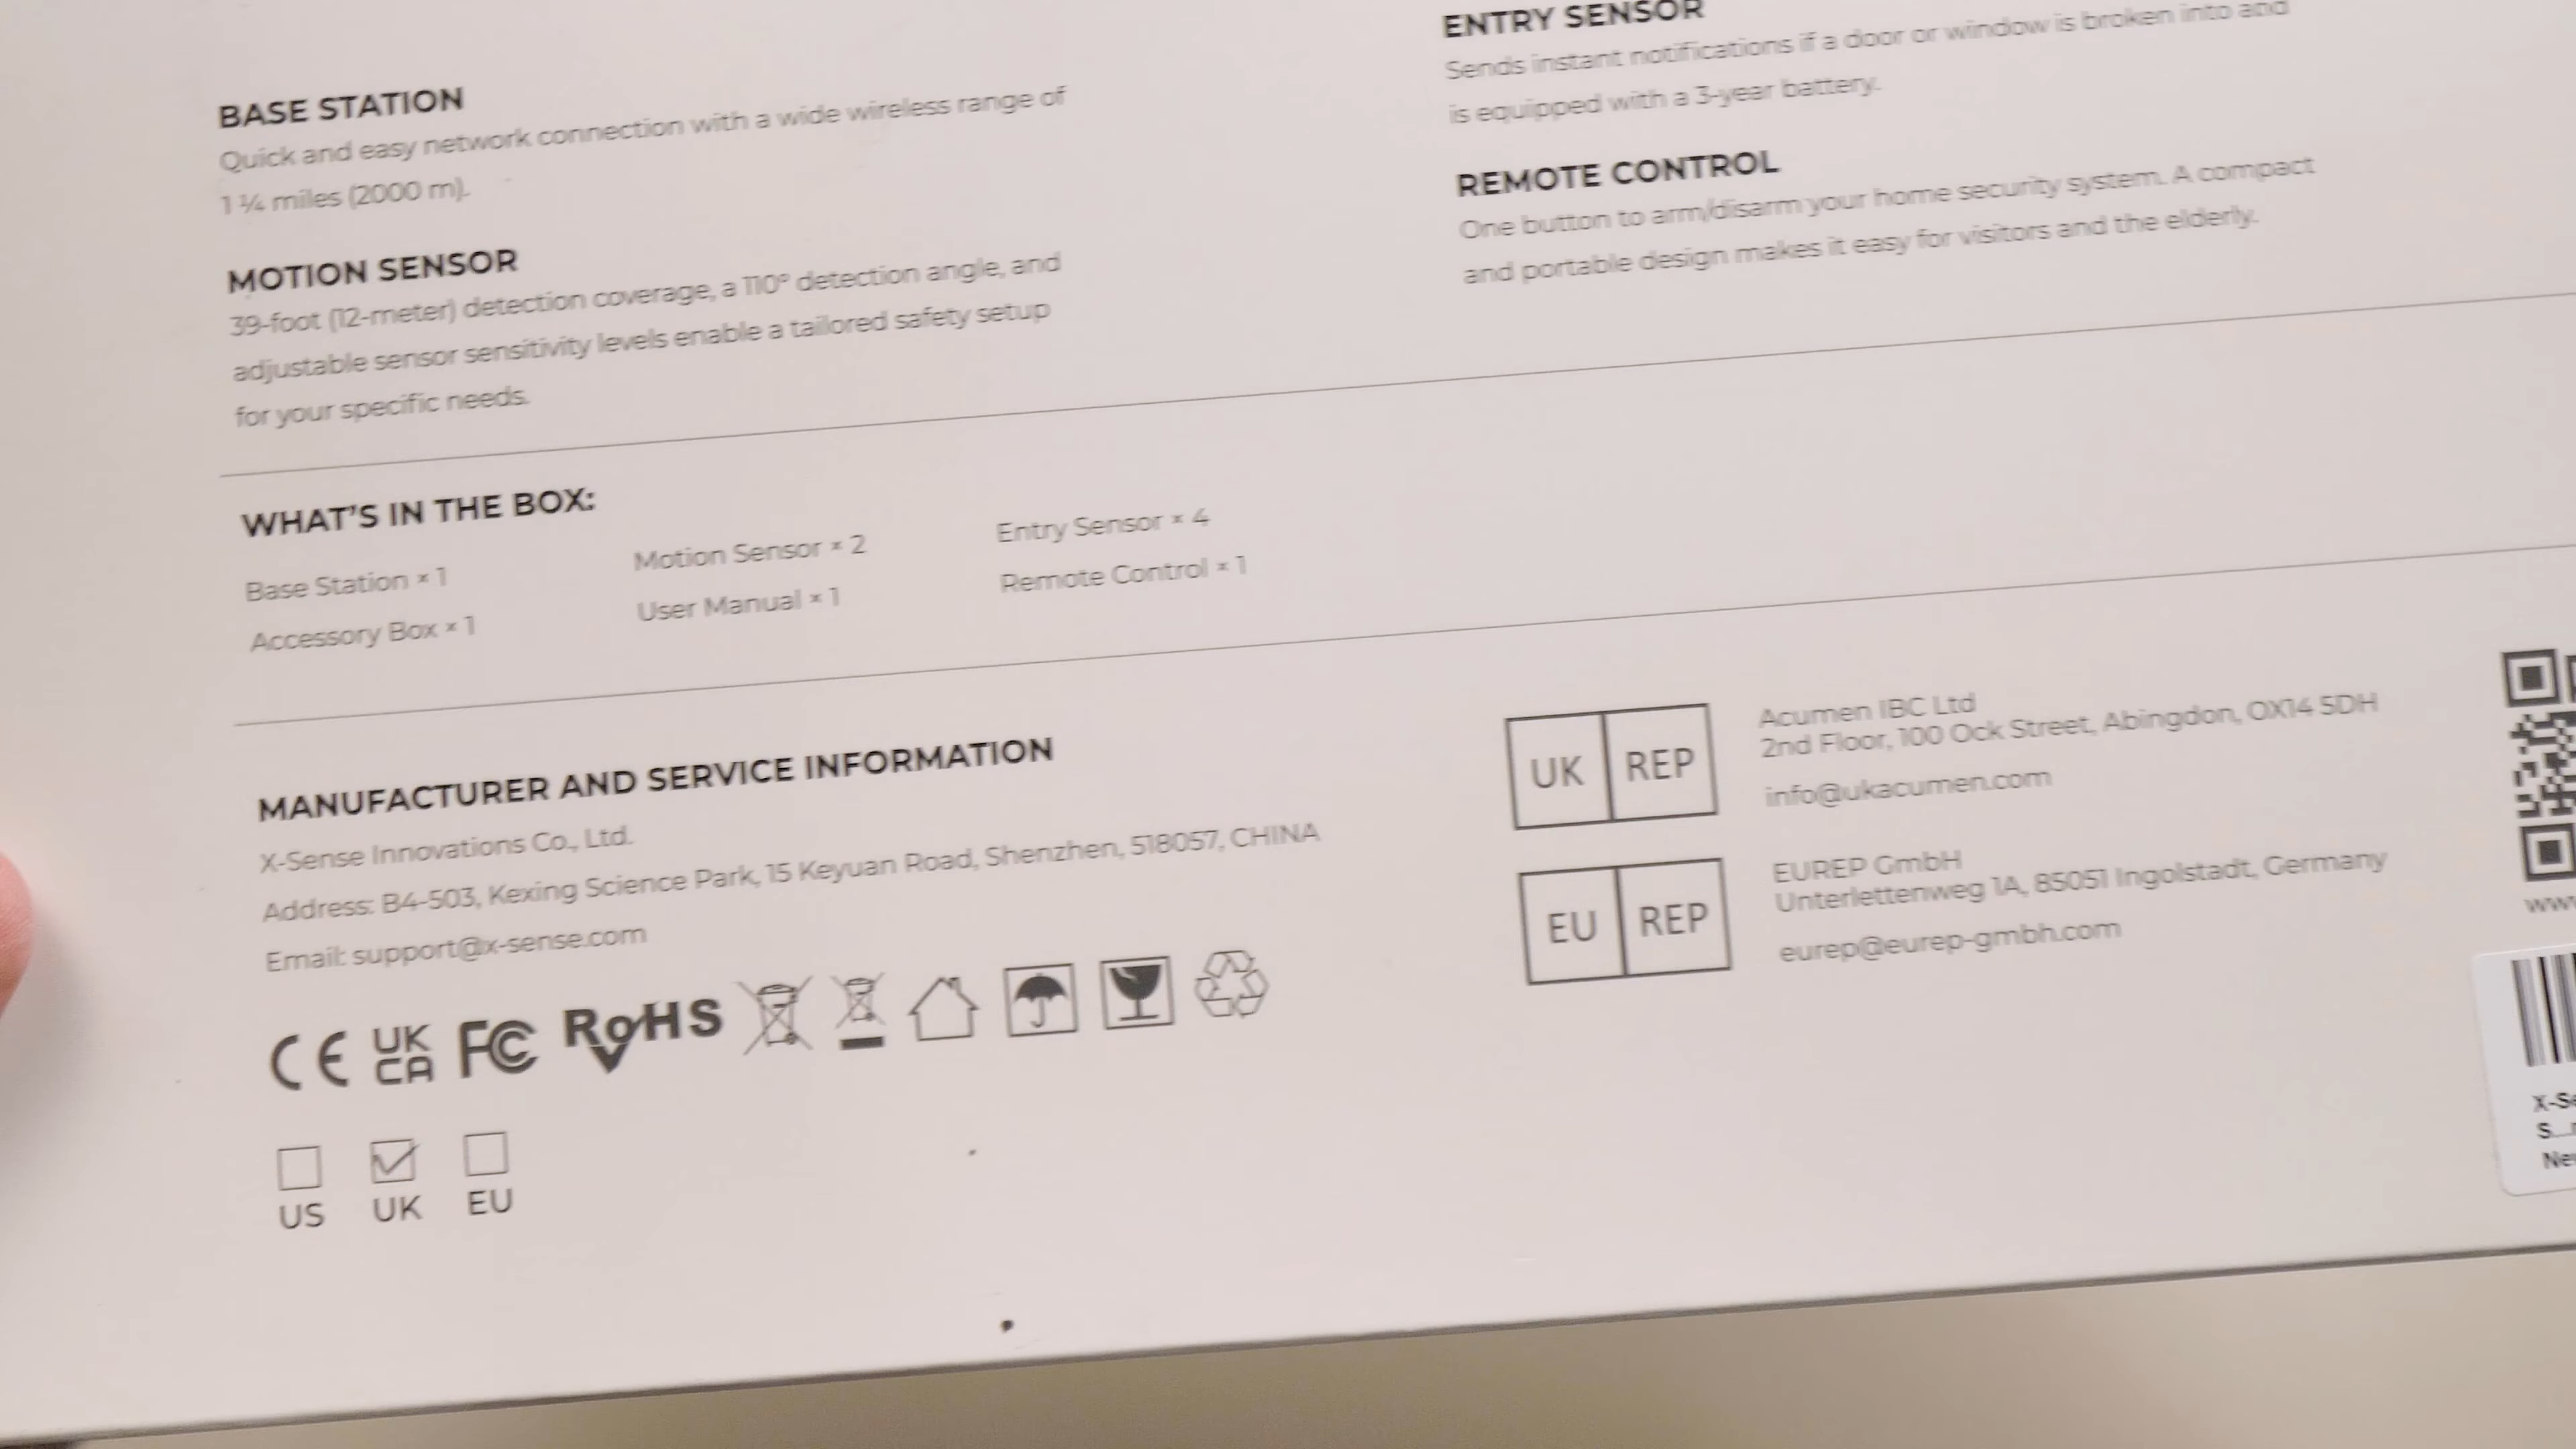 BASE STATION
Quick and easy network connection with a wide wireless range of
1 ¼ miles (2000 m).
MOTION SENSOR
39-foot (12-meter) detection coverage, a 110° detection angle, and
adjustable sensor sensitivity levels enable a tailored safety setup
for your specific needs.
ENTRY SENSOR
Sends instant notifications if a door or window is broken into and
is equipped with a 3-year battery.
REMOTE CONTROL
One button to arm/disarm your home security system. A compact
and portable design makes it easy for visitors and the elderly.
WHAT'S IN THE BOX:
Base Station × 1
Motion Sensor × 2
Entry Sensor × 4
Accessory Box × 1
User Manual × 1
Remote Control × 1
MANUFACTURER AND SERVICE INFORMATION
X-Sense Innovations Co., Ltd.
Address: B4-503, Kexing Science Park, 15 Keyuan Road, Shenzhen, 518057, CHINA
Email: support@x-sense.com
CE UK CA FC RoHS
US UK EU
UK REP
Acumen IBC Ltd
2nd Floor, 100 Ock Street, Abingdon, OX14 5DH
info@ukacumen.com
EU REP
EUREP GmbH
Unterlettenweg 1A, 85051 Ingolstadt, Germany
eurep@eurep-gmbh.com